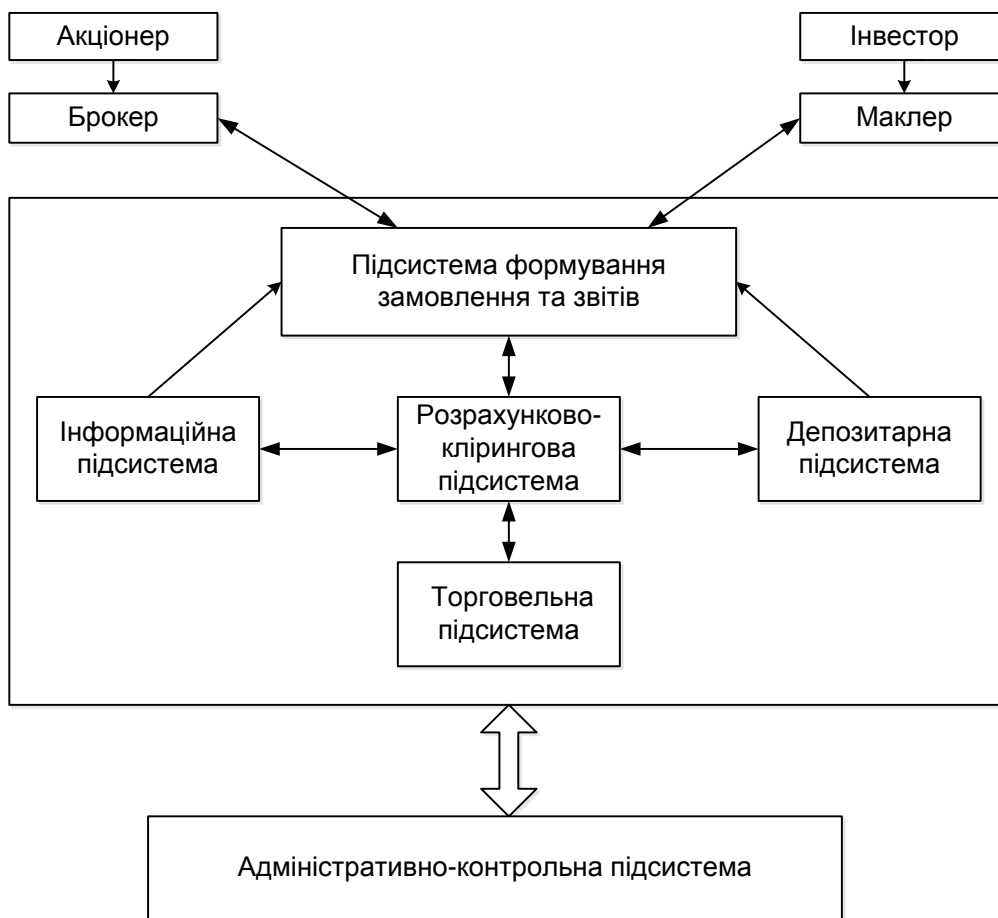 Акціонер
Інвестор
Брокер
Маклер
Підсистема формування
замовлення та звітів
Інформаційна
підсистема
Розрахунково-
клірингова
підсистема
Депозитарна
підсистема
Торговельна
підсистема
Адміністративно-контрольна підсистема